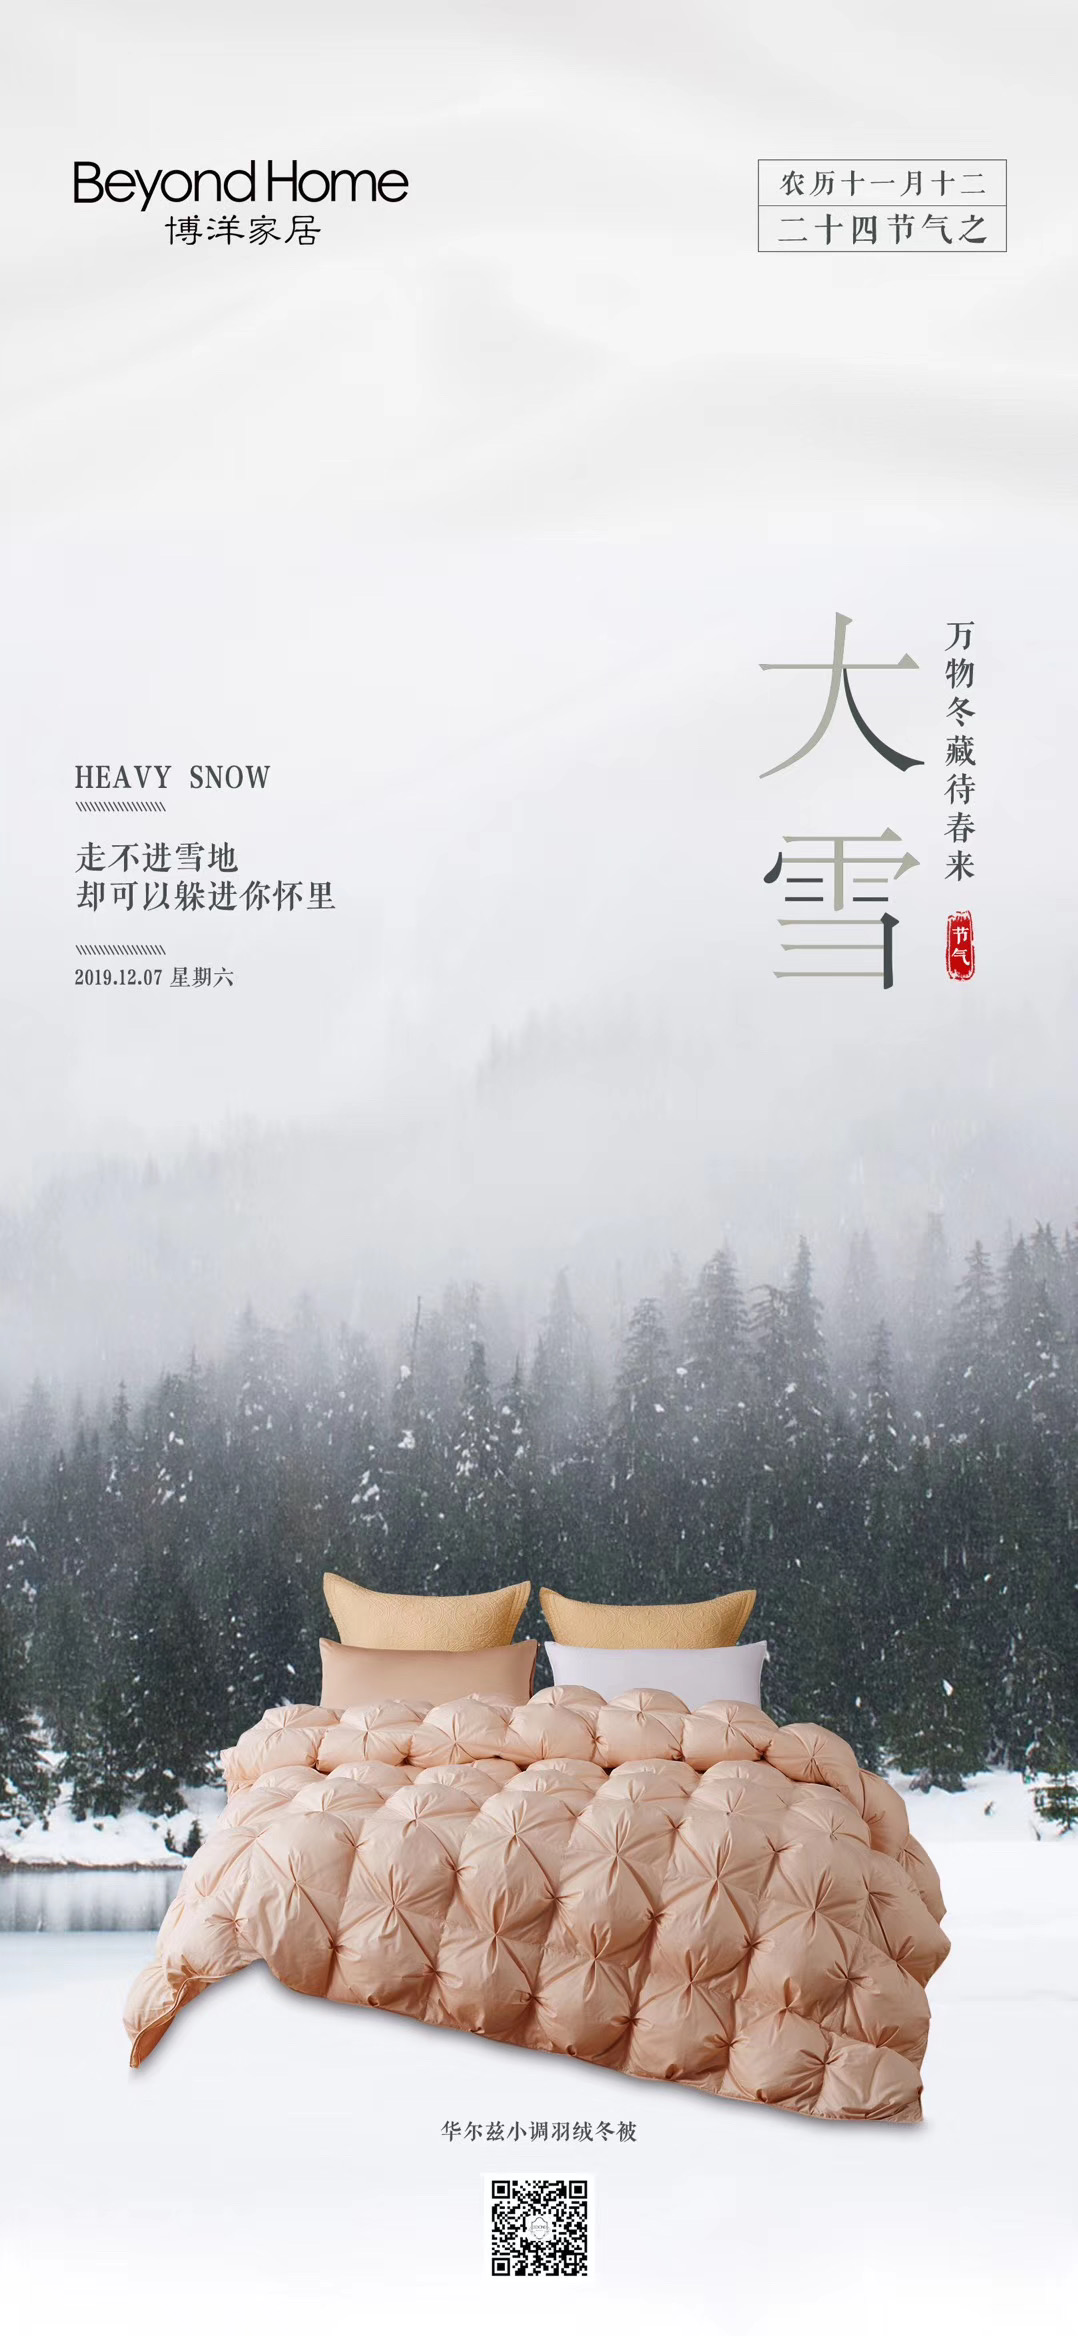 Beyond Home
博洋家居
农历十一月十二
二十四节气之
大雪
万物冬藏待春来
节气
HEAVY SNOW
走不进雪地
却可以躲进你怀里
2019.12.07 星期六
华尔兹小调羽绒冬被